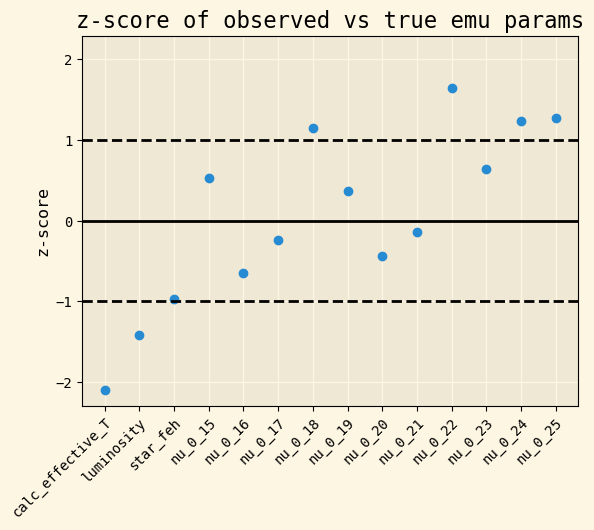 z-score of observed vs true emu params
z-score
2
1
0
−1
−2
calc_effective_T
luminosity
star_feh
nu_0_15
nu_0_16
nu_0_17
nu_0_18
nu_0_19
nu_0_20
nu_0_21
nu_0_22
nu_0_23
nu_0_24
nu_0_25